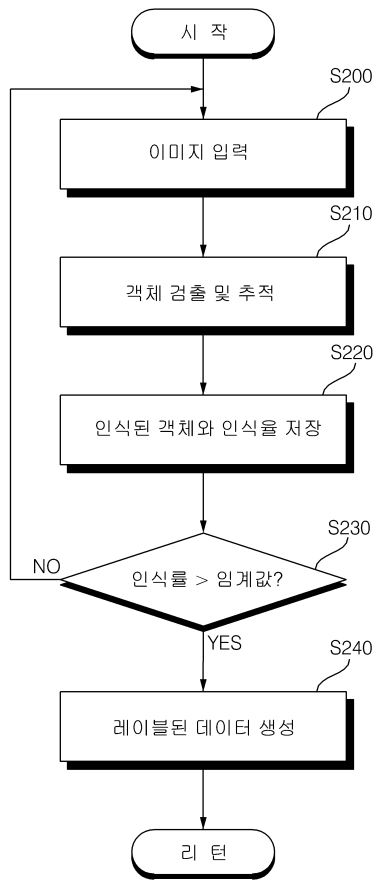 시 작
S200
이미지 입력
S210
객체 검출 및 추적
S220
인식된 객체와 인식율 저장
S230
인식률 > 임계값?
NO
YES
S240
레이블된 데이터 생성
리 턴